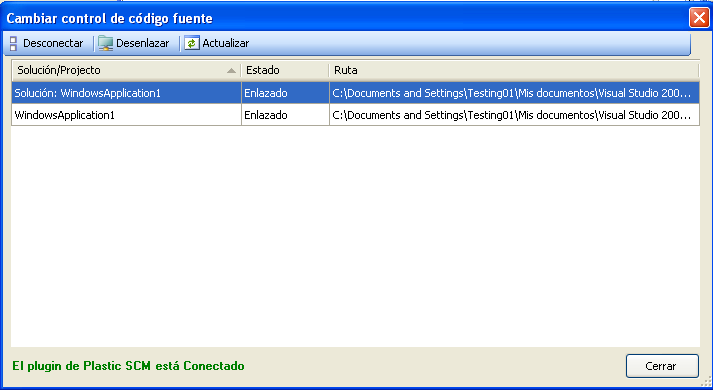 Cambiar control de código fuente
Desconectar Desenlazar Actualizar
Solución/Projecto Estado Ruta
Solución: WindowsApplication1 Enlazado C:\Documents and Settings\Testing01\Mis documentos\Visual Studio 200...
WindowsApplication1 Enlazado C:\Documents and Settings\Testing01\Mis documentos\Visual Studio 200...
El plugin de Plastic SCM está Conectado
Cerrar